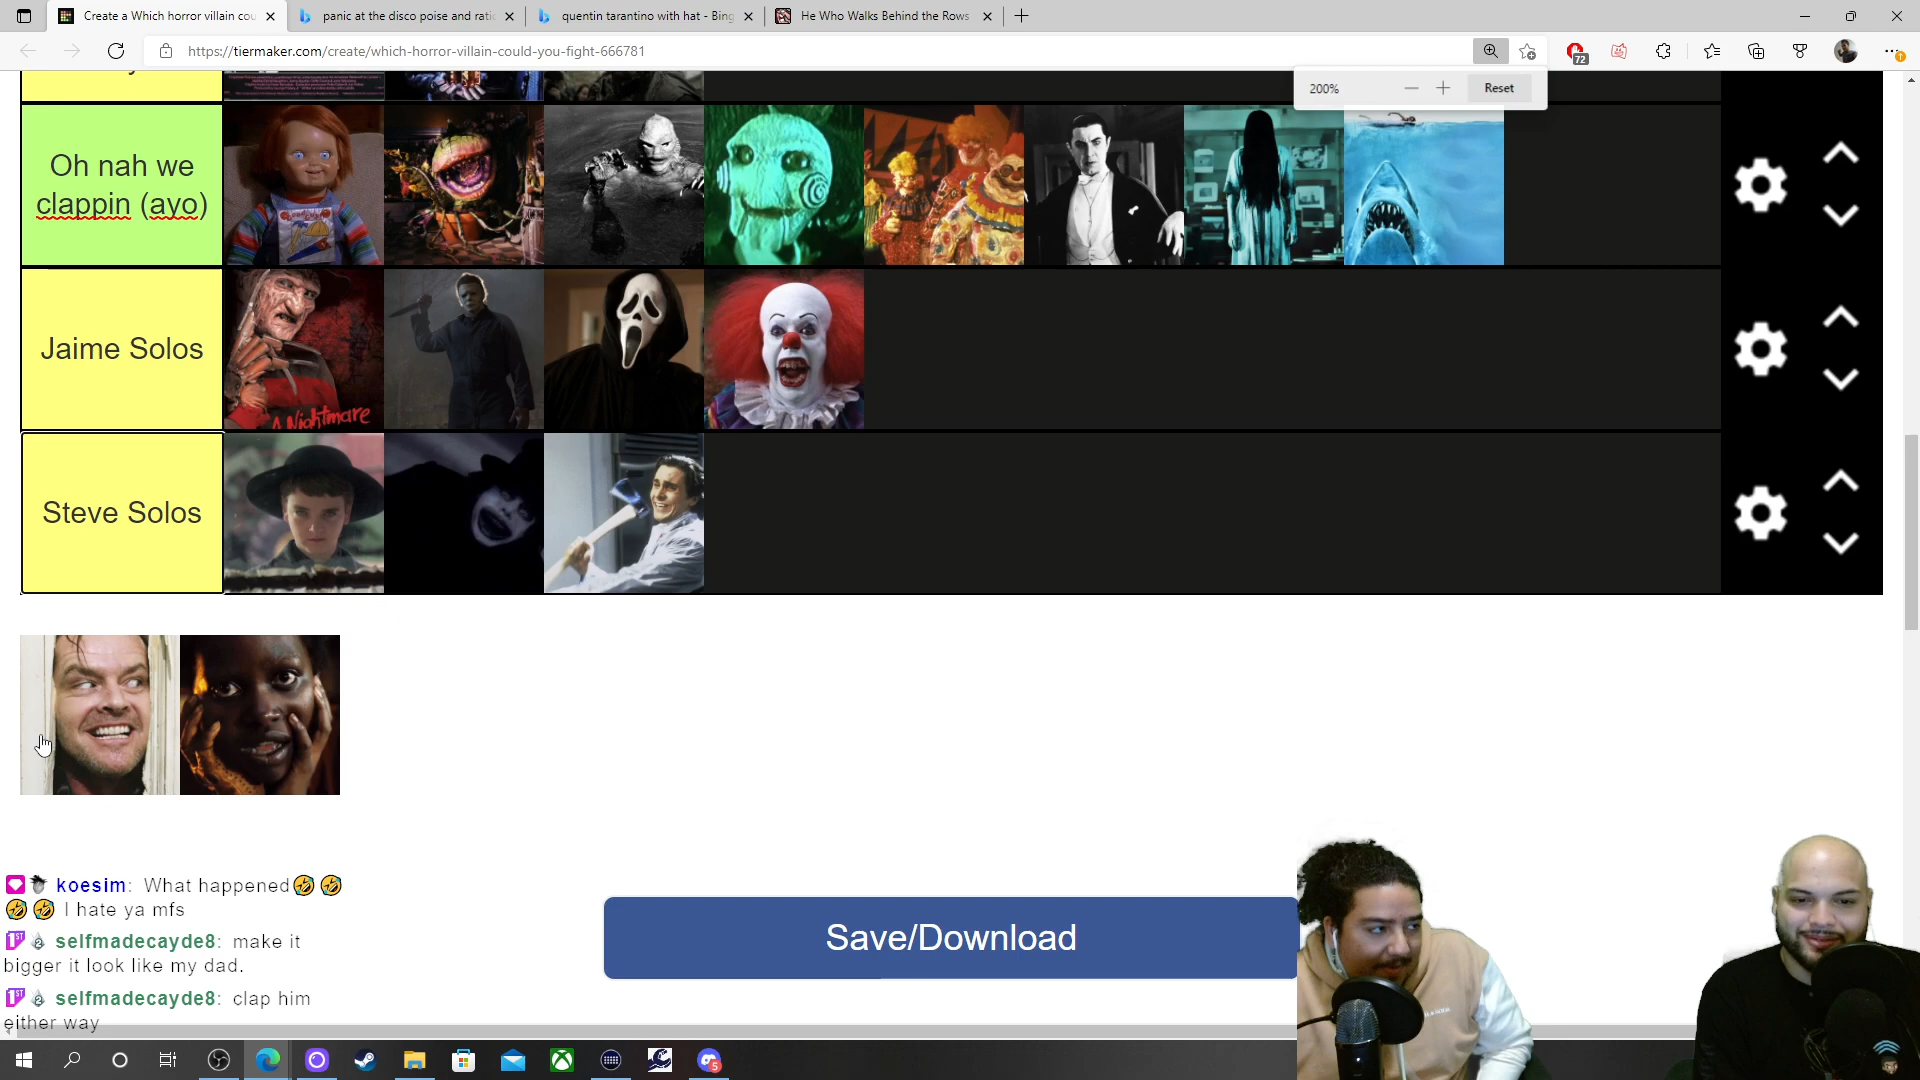 Create a Which horror villain cou
panic at the disco poise and ratio
quentin tarantino with hat - Bing
He Who Walks Behind the Rows
https://tiermaker.com/create/which-horror-villain-could-you-fight-666781
72
200%
Reset
Oh nah we
clappin (ayo)
Jaime Solos
A Nightmare
Steve Solos
koesim: What happened🤣🤣
🤣🤣 I hate ya mfs
selfmadecayde8: make it
bigger it look like my dad.
selfmadecayde8: clap him
either way
Save/Download
5